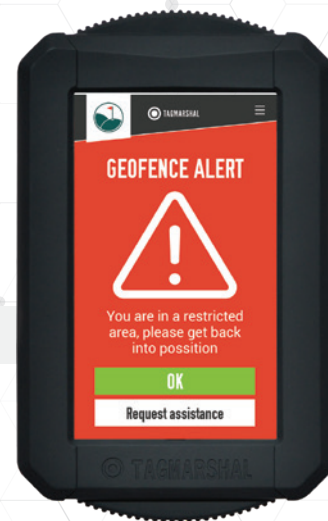 TAGMARSHAL
GEOFENCE ALERT
You are in a restricted
area, please get back
into possition
OK
Request assistance
TAGMARSHAL